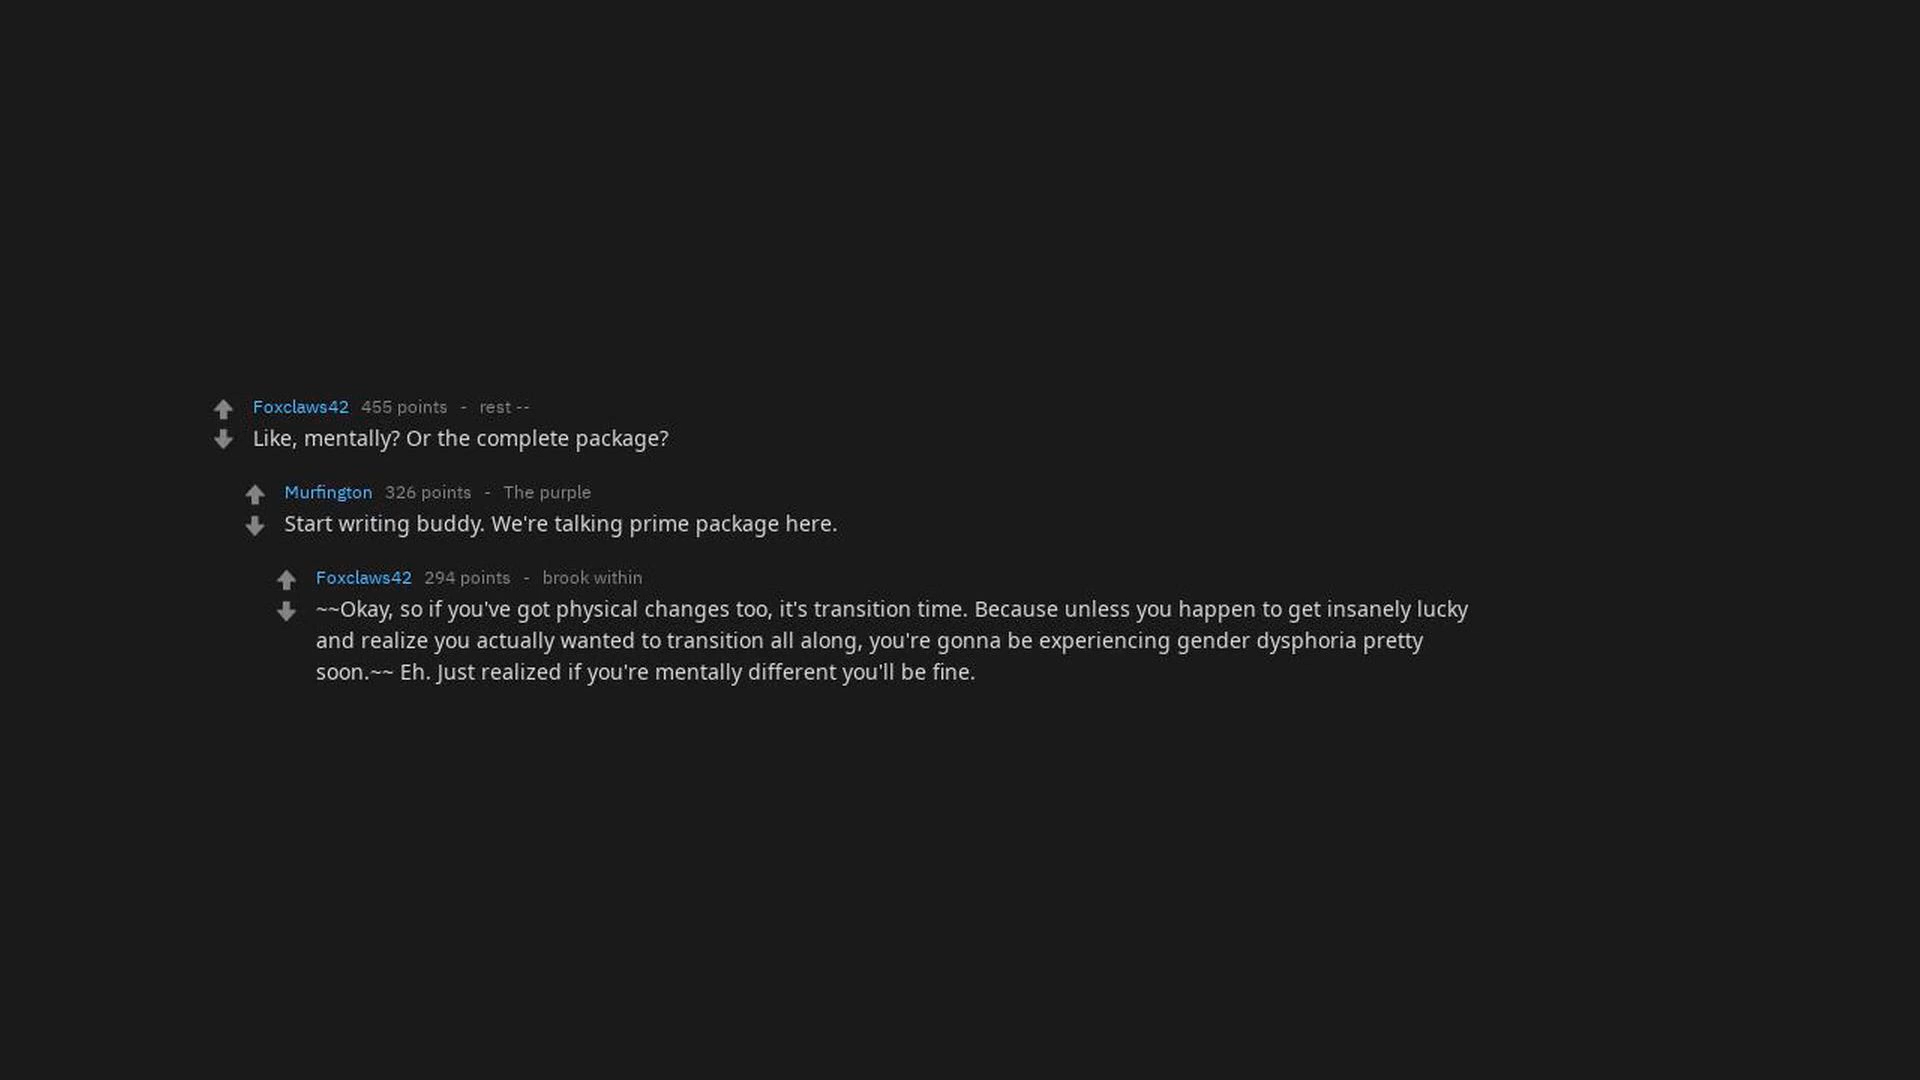 Foxclaws42 455 points - rest --
Like, mentally? Or the complete package?
Murfington 326 points - The purple
Start writing buddy. We're talking prime package here.
Foxclaws42 294 points - brook within
~~Okay, so if you've got physical changes too, it's transition time. Because unless you happen to get insanely lucky
and realize you actually wanted to transition all along, you're gonna be experiencing gender dysphoria pretty
soon.~~ Eh. Just realized if you're mentally different you'll be fine.